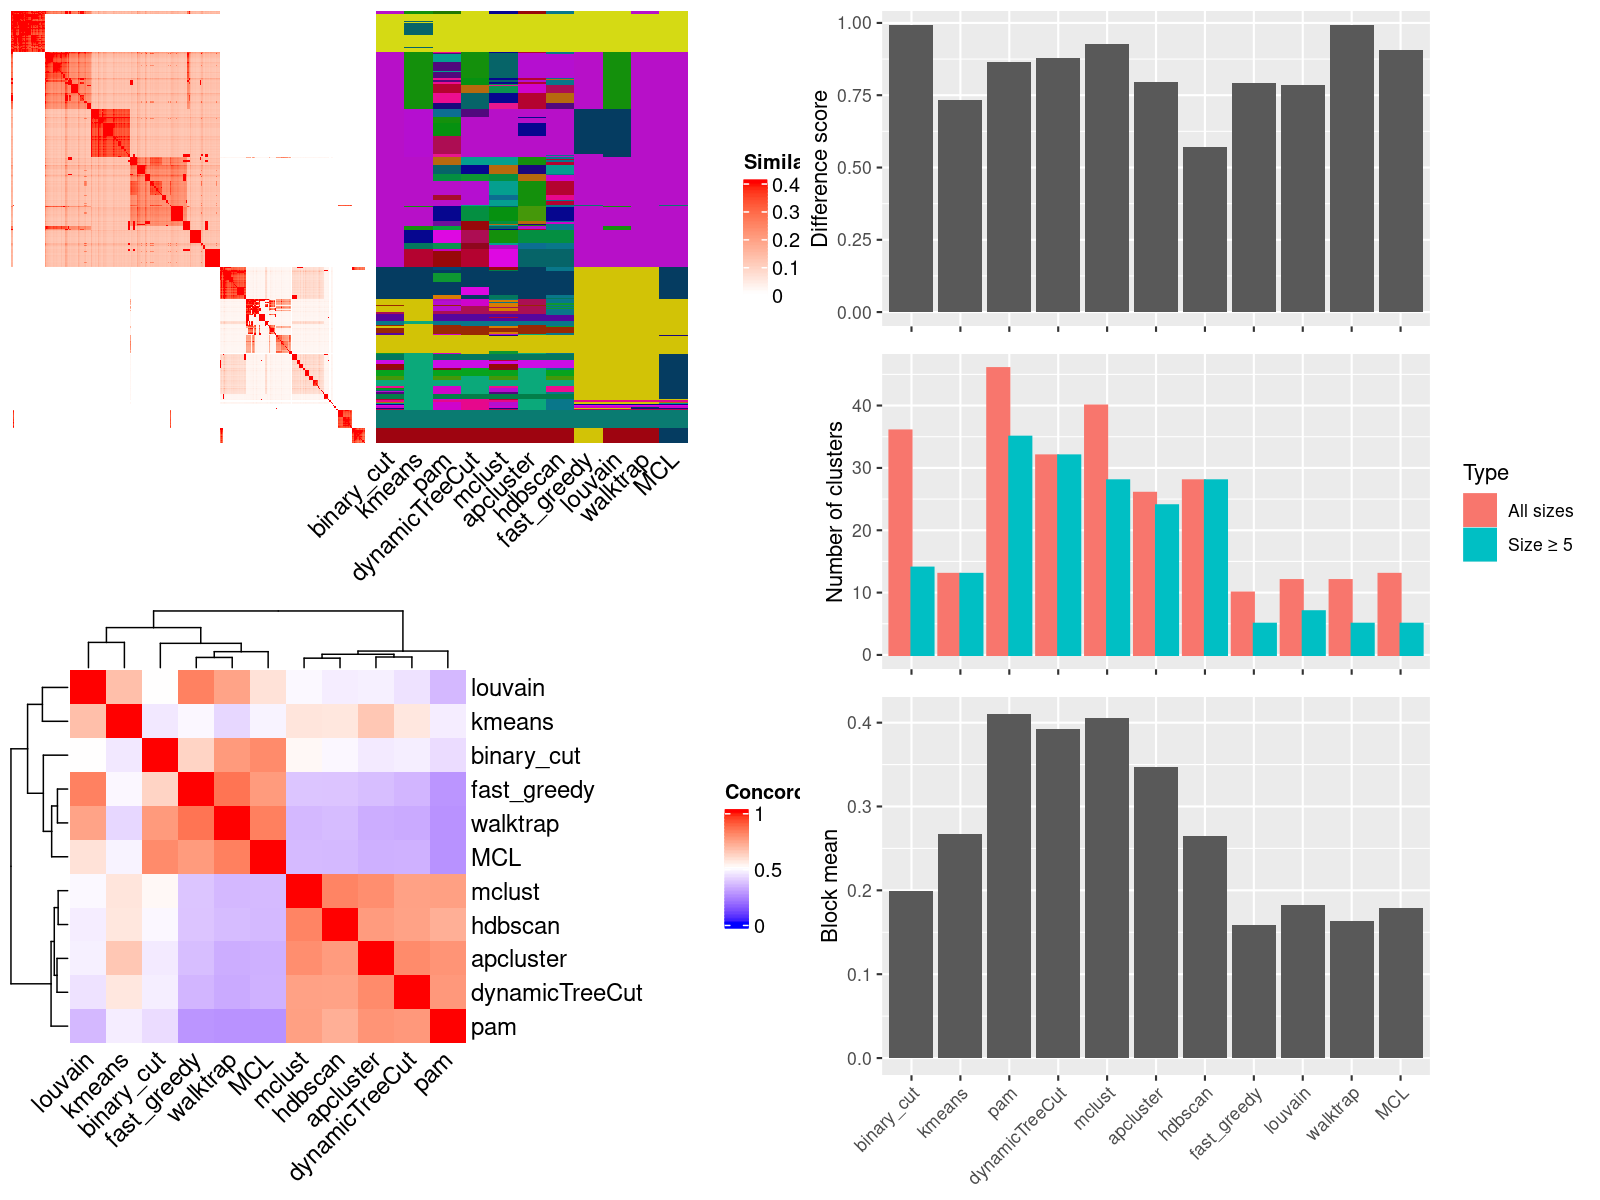 Simila
0.4
0.3
0.2
0.1
0
binary_cut
kmeans
pam
dynamicTreeCut
mclust
apcluster
hdbscan
fast_greedy
louvain
walktrap
MCL
louvain
kmeans
binary_cut
fast_greedy
walktrap
MCL
mclust
hdbscan
apcluster
dynamicTreeCut
pam
louvain
kmeans
binary_cut
fast_greedy
walktrap
MCL
mclust
hdbscan
apcluster
dynamicTreeCut
pam
Concord
1
0.5
0
Difference score
1.00
0.75
0.50
0.25
0.00
Number of clusters
40
30
20
10
0
Type
All sizes
Size ≥ 5
Block mean
0.4
0.3
0.2
0.1
0.0
binary_cut
kmeans
pam
dynamicTreeCut
mclust
apcluster
hdbscan
fast_greedy
louvain
walktrap
MCL